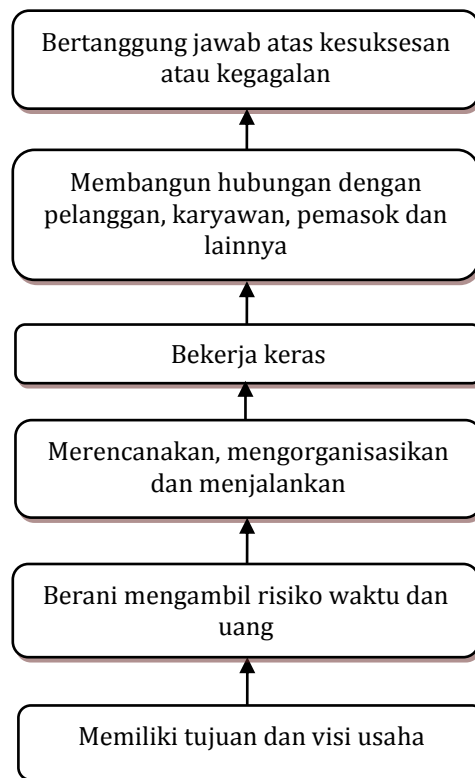 Bertanggung jawab atas kesuksesan
atau kegagalan
Membangun hubungan dengan
pelanggan, karyawan, pemasok dan
lainnya
Bekerja keras
Merencanakan, mengorganisasikan
dan menjalankan
Berani mengambil risiko waktu dan
uang
Memiliki tujuan dan visi usaha